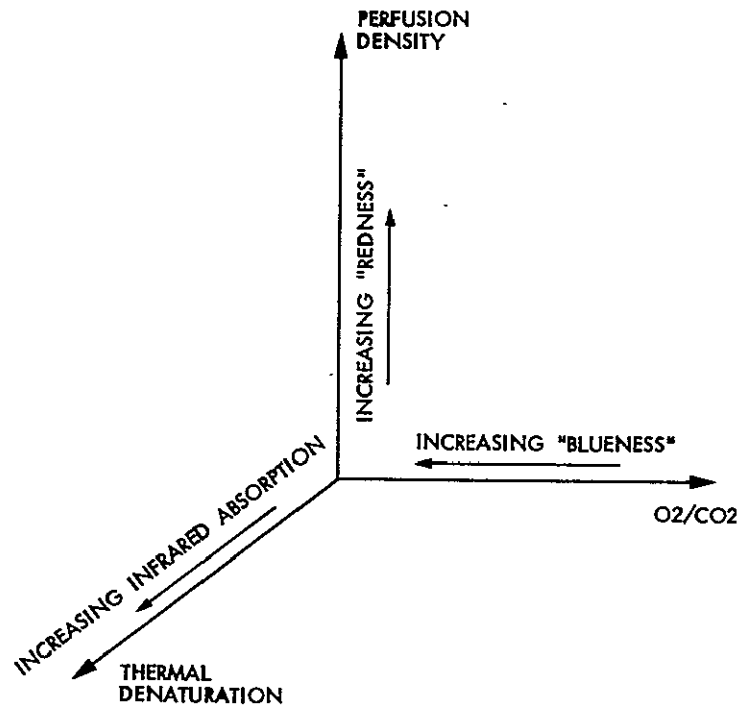 PERFUSION
DENSITY
INCREASING "REDNESS"
INCREASING "BLUENESS"
O2/CO2
INCREASING INFRARED ABSORPTION
THERMAL
DENATURATION